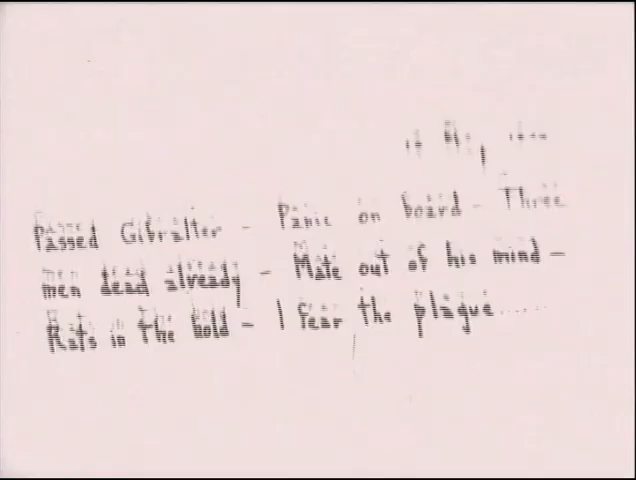 Passed Gibralter - Panic on board - Three
men dead already - Mate out of his mind -
Rats in the hold - I fear the plague.....